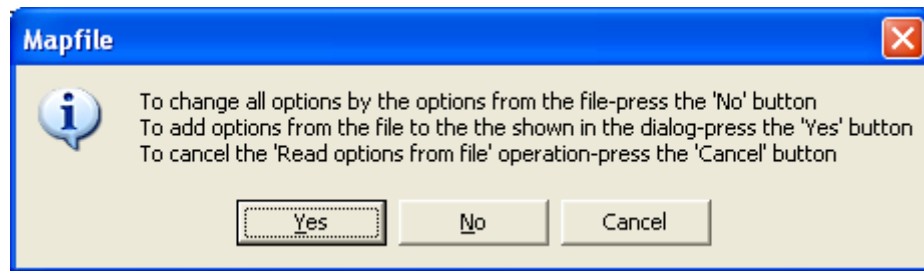 Mapfile
To change all options by the options from the file-press the 'No' button
To add options from the file to the the shown in the dialog-press the 'Yes' button
To cancel the 'Read options from file' operation-press the 'Cancel' button
Yes No Cancel